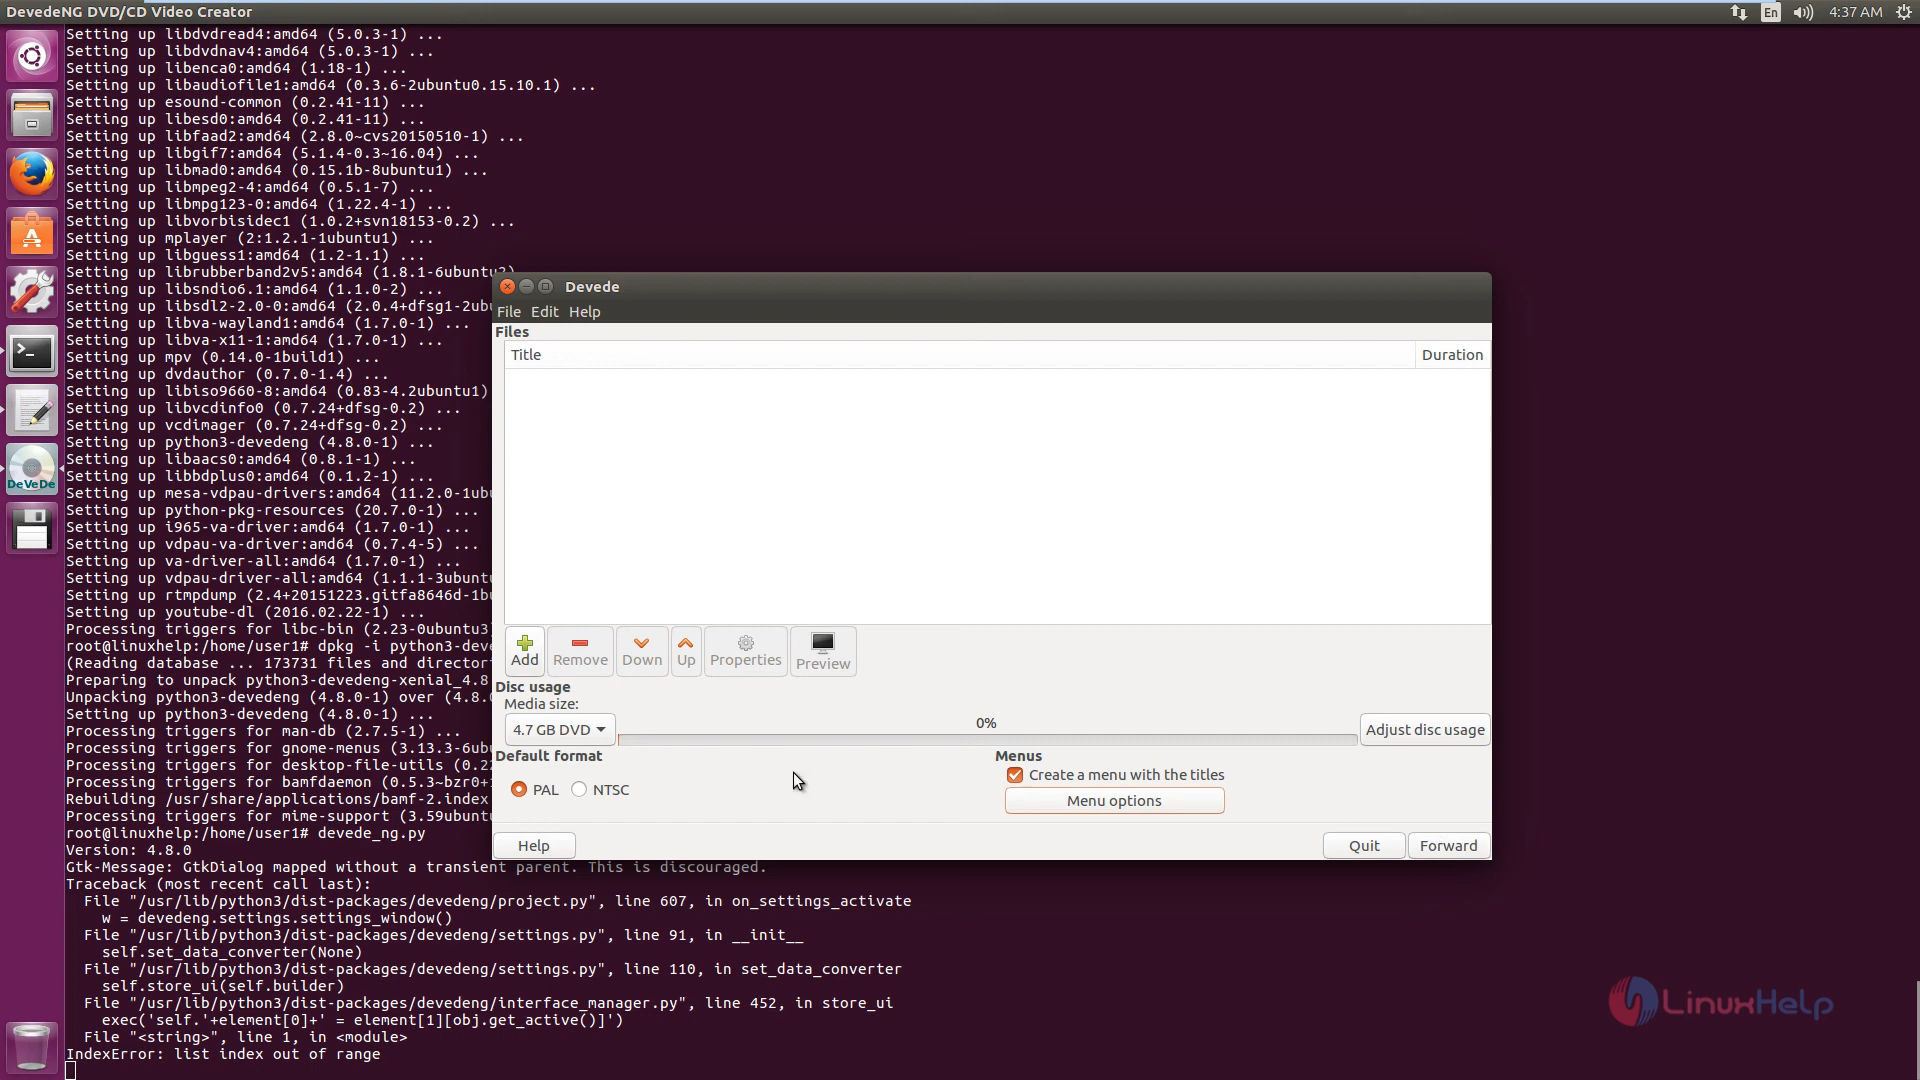 DevedeNG DVD/CD Video Creator
En
4:37 AM
Setting up libdvdread4:amd64 (5.0.3-1) ...
Setting up libdvdnav4:amd64 (5.0.3-1) ...
Setting up libenca0:amd64 (1.18-1) ...
Setting up libaudiofile1:amd64 (0.3.6-2ubuntu0.15.10.1) ...
Setting up esound-common (0.2.41-11) ...
Setting up libesd0:amd64 (0.2.41-11) ...
Setting up libfaad2:amd64 (2.8.0~cvs20150510-1) ...
Setting up libgif7:amd64 (5.1.4-0.3~16.04) ...
Setting up libmad0:amd64 (0.15.1b-8ubuntu1) ...
Setting up libmpeg2-4:amd64 (0.5.1-7) ...
Setting up libmpg123-0:amd64 (1.22.4-1) ...
Setting up libvorbisidec1 (1.0.2+svn18153-0.2) ...
Setting up mplayer (2:1.2.1-1ubuntu1) ...
Setting up libguess1:amd64 (1.2-1.1) ...
Setting up librubberband2v5:amd64 (1.8.1-6ubuntu2)
Setting up libsndio6.1:amd64 (1.1.0-2) ...
Setting up libsdl2-2.0-0:amd64 (2.0.4+dfsg1-2ub
Setting up libva-wayland1:amd64 (1.7.0-1) ...
Setting up libva-x11-1:amd64 (1.7.0-1) ...
Setting up mpv (0.14.0-1build1) ...
Setting up dvdauthor (0.7.0-1.4) ...
Setting up libiso9660-8:amd64 (0.83-4.2ubuntu1)
Setting up libvcdinfo0 (0.7.24+dfsg-0.2) ...
Setting up vcdimager (0.7.24+dfsg-0.2) ...
Setting up python3-devedeng (4.8.0-1) ...
Setting up libaacs0:amd64 (0.8.1-1) ...
Setting up libbdplus0:amd64 (0.1.2-1) ...
Setting up mesa-vdpau-drivers:amd64 (11.2.0-1ub
Setting up python-pkg-resources (20.7.0-1) ...
Setting up i965-va-driver:amd64 (1.7.0-1) ...
Setting up vdpau-va-driver:amd64 (0.7.4-5) ...
Setting up va-driver-all:amd64 (1.7.0-1) ...
Setting up vdpau-driver-all:amd64 (1.1.1-3ubunt
Setting up rtmpdump (2.4+20151223.gitfa8646d-1b
Setting up youtube-dl (2016.02.22-1) ...
Processing triggers for libc-bin (2.23-0ubuntu3
root@linuxhelp:/home/user1# dpkg -i python3-dev
(Reading database ... 173731 files and director
Preparing to unpack python3-devedeng-xenial_4.8
Unpacking python3-devedeng (4.8.0-1) over (4.8.
Setting up python3-devedeng (4.8.0-1) ...
Processing triggers for man-db (2.7.5-1) ...
Processing triggers for gnome-menus (3.13.3-6ub
Processing triggers for desktop-file-utils (0.2
Processing triggers for bamfdaemon (0.5.3~bzr0+
Rebuilding /usr/share/applications/bamf-2.index
Processing triggers for mime-support (3.59ubunt
root@linuxhelp:/home/user1# devede_ng.py
Version: 4.8.0
Gtk-Message: GtkDialog mapped without a transient parent. This is discouraged.
Traceback (most recent call last):
File "/usr/lib/python3/dist-packages/devedeng/project.py", line 607, in on_settings_activate
w = devedeng.settings.settings_window()
File "/usr/lib/python3/dist-packages/devedeng/settings.py", line 91, in __init__
self.set_data_converter(None)
File "/usr/lib/python3/dist-packages/devedeng/settings.py", line 110, in set_data_converter
self.store_ui(self.builder)
File "/usr/lib/python3/dist-packages/devedeng/interface_manager.py", line 452, in store_ui
exec('self.'+element[0]+' = element[1][obj.get_active()]')
File "<string>", line 1, in <module>
IndexError: list index out of range
DeVeDe
Devede
File Edit Help
Files
Title Duration
Add Remove Down Up Properties Preview
Disc usage
Media size:
4.7 GB DVD 0% Adjust disc usage
Default format Menus
PAL NTSC
Create a menu with the titles
Menu options
Help Quit Forward
LinuxHelp